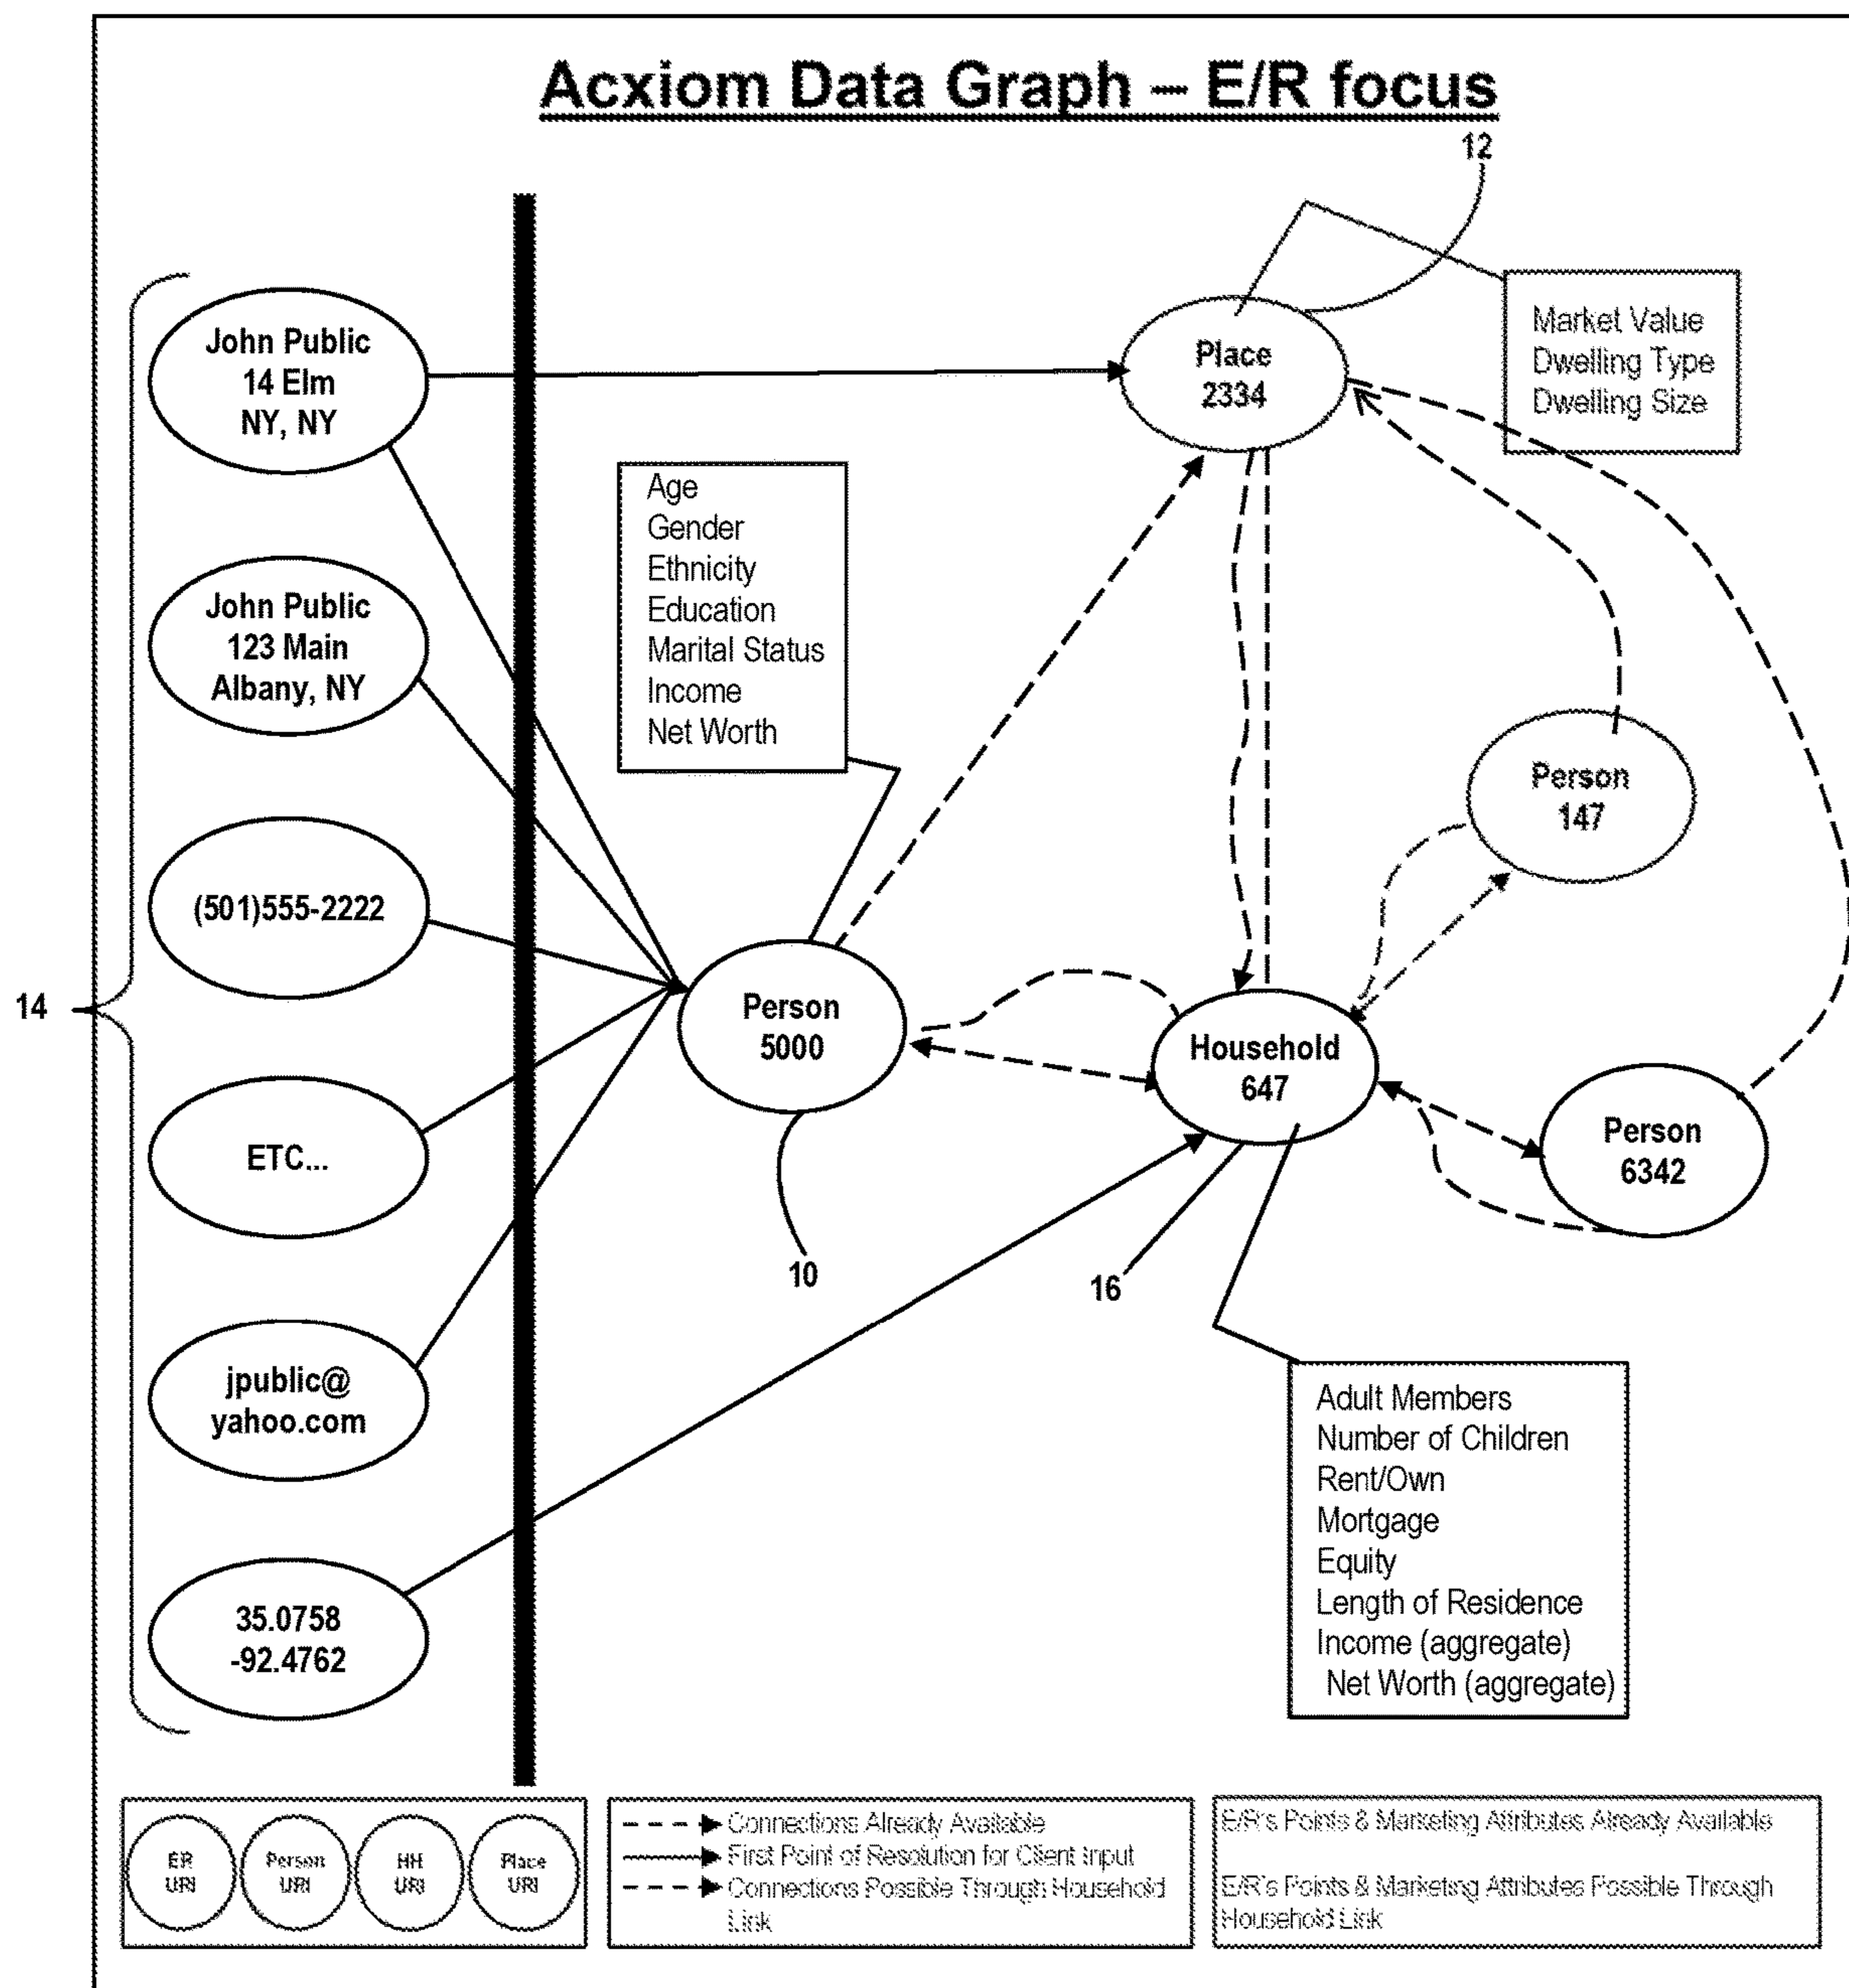 Acxiom Data Graph – E/R focus
12
John Public
14 Elm
NY, NY
Place
2334
Market Value
Dwelling Type
Dwelling Size
Age
Gender
Ethnicity
Education
Marital Status
Income
Net Worth
John Public
123 Main
Albany, NY
Person
147
(501)555-2222
14
Person
5000
Household
647
Person
6342
ETC...
10
16
jpublic@
yahoo.com
Adult Members
Number of Children
Rent/Own
Mortgage
Equity
Length of Residence
Income (aggregate)
Net Worth (aggregate)
35.0758
-92.4762
ER
URI
Person
URI
HH
URI
Place
URI
Connections Already Available
First Point of Resolution for Client Input
Connections Possible Through Household
Link
E/R's Points & Marketing Attributes Already Available
E/R's Points & Marketing Attributes Possible Through
Household Link